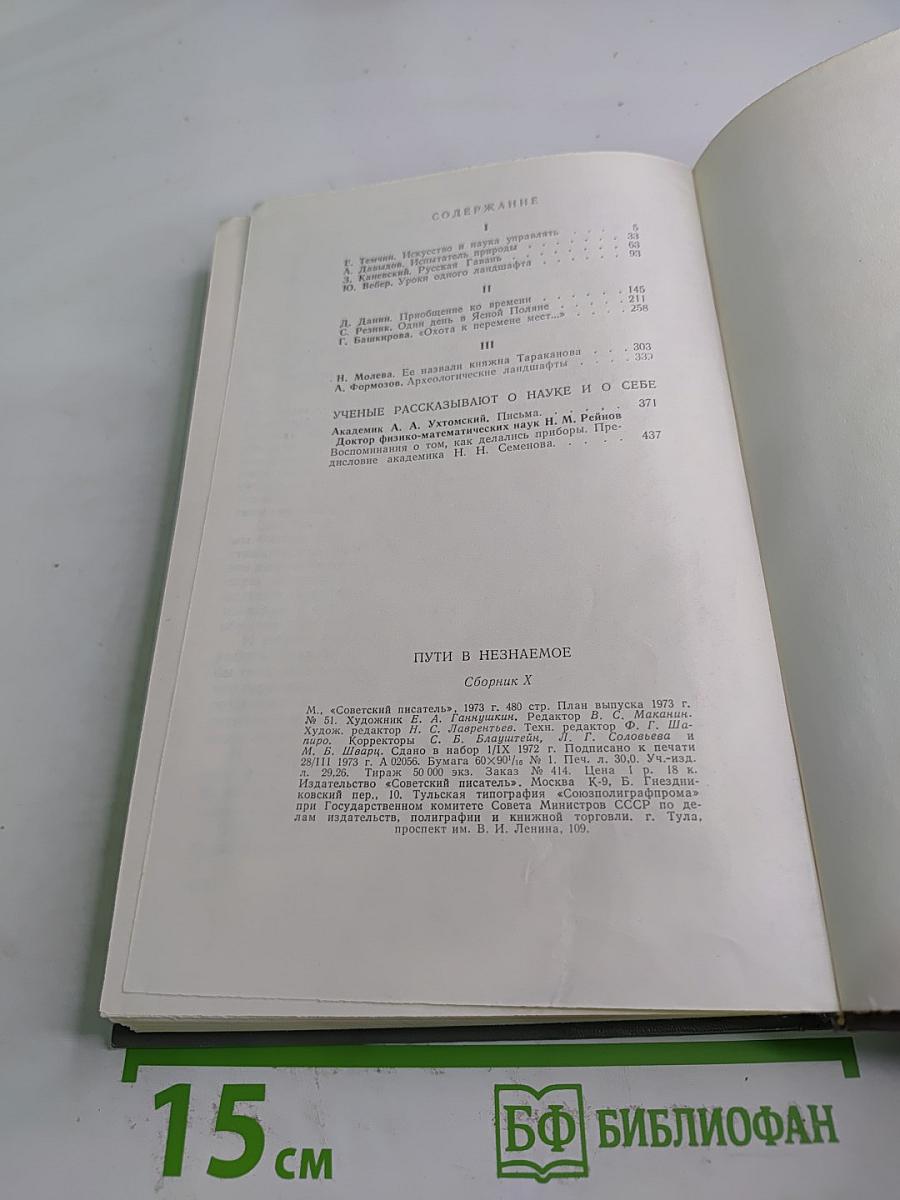 СОДЕРЖАНИЕ
I
Е. Темчин. Искусство и наука управлять . . . . 5
А. Давыдов. Испытатель природы . . . . . . 33
З. Каневский. Русская Гавань . . . . . . . 63
Ю. Вебер. Уроки одного ландшафта . . . . . 93
II
Д. Данин. Приобщение ко времени . . . . . . 145
С. Резник. Один день в Ясной Поляне . . . . . 211
Г. Башкирова. «Охота к перемене мест...» . . . . 258
III
Н. Молева. Ее назвали княжна Тараканова . . . 303
А. Формозов. Археологические ландшафты . . . . 339
УЧЕНЫЕ РАССКАЗЫВАЮТ О НАУКЕ И О СЕБЕ
Академик А. А. Ухтомский. Письма. . . . . . . 371
Доктор физико-математических наук Н. М. Рейнов
Воспоминания о том, как делались приборы. Пре-
дисловие академика Н. Н. Семенова. . . . . 437
ПУТИ В НЕЗНАЕМОЕ
Сборник X
М., «Советский писатель», 1973 г. 480 стр. План выпуска 1973 г.
№ 51. Художник Е. А. Ганнушкин. Редактор В. С. Маканин.
Худож. редактор Н. С. Лаврентьев. Техн. редактор Ф. Г. Ша-
пиро. Корректоры С. Б. Блауштейн, Л. Г. Соловьева и
М. Б. Шварц. Сдано в набор 1/IX 1972 г. Подписано к печати
28/III 1973 г. А 02056. Бумага 60×90¹/₁₆ № 1. Печ. л. 30,0. Уч.-изд.
л. 29,26. Тираж 50 000 экз. Заказ № 414. Цена 1 р. 18 к.
Издательство «Советский писатель». Москва К-9, Б. Гнездни-
ковский пер., 10. Тульская типография «Союзполиграфпрома»
при Государственном комитете Совета Министров СССР по де-
лам издательств, полиграфии и книжной торговли. г. Тула,
проспект им. В. И. Ленина, 109.
15 см
БФ БИБЛИОФАН